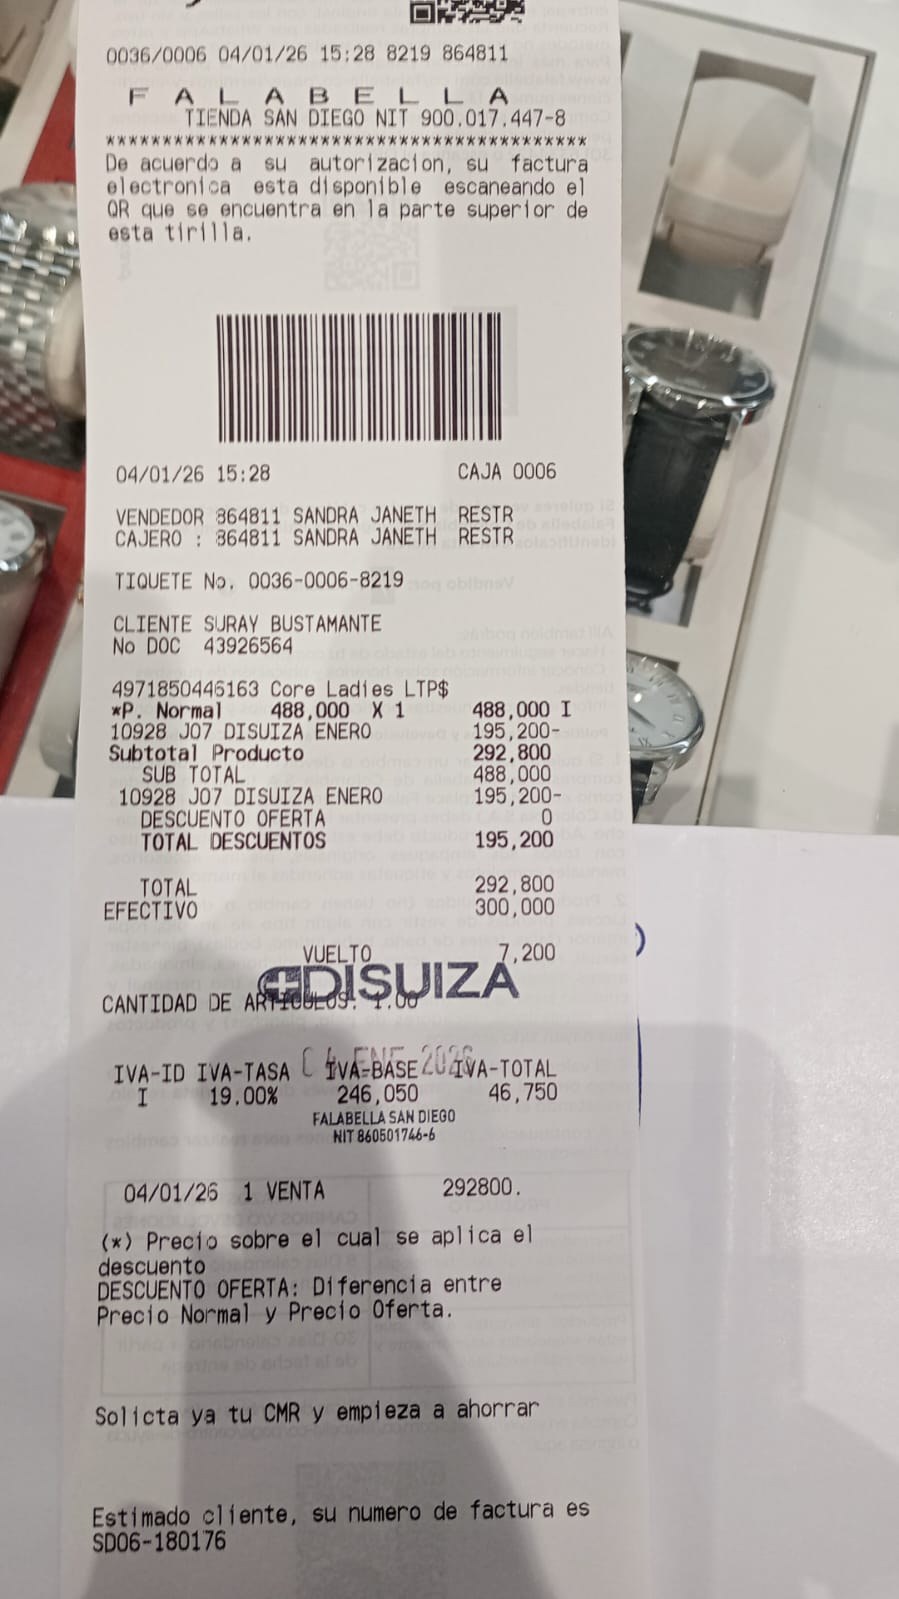 0036/0006 04/01/26 15:28 8219 864811
F A L A B E L L A
TIENDA SAN DIEGO NIT 900.017.447-8
*******************************************
De acuerdo a su autorizacion, su factura
electronica esta disponible escaneando el
QR que se encuentra en la parte superior de
esta tirilla.
04/01/26 15:28 CAJA 0006
VENDEDOR 864811 SANDRA JANETH RESTR
CAJERO : 864811 SANDRA JANETH RESTR
TIQUETE No. 0036-0006-8219
CLIENTE SURAY BUSTAMANTE
No DOC 43926564
4971850446163 Core Ladies LTP$
*P. Normal 488,000 X 1 488,000 I
10928 J07 DISUIZA ENERO 195,200-
Subtotal Producto 292,800
SUB TOTAL 488,000
10928 J07 DISUIZA ENERO 195,200-
DESCUENTO OFERTA 0
TOTAL DESCUENTOS 195,200
TOTAL 292,800
EFECTIVO 300,000
VUELTO 7,200
DISUIZA
CANTIDAD DE ARTICULOS: 1.00
04 ENE 2026
IVA-ID IVA-TASA IVA-BASE IVA-TOTAL
I 19.00% 246,050 46,750
FALABELLA SAN DIEGO
NIT 860501746-6
04/01/26 1 VENTA 292800.
(*) Precio sobre el cual se aplica el
descuento
DESCUENTO OFERTA: Diferencia entre
Precio Normal y Precio Oferta.
Solicta ya tu CMR y empieza a ahorrar
Estimado cliente, su numero de factura es
SD06-180176